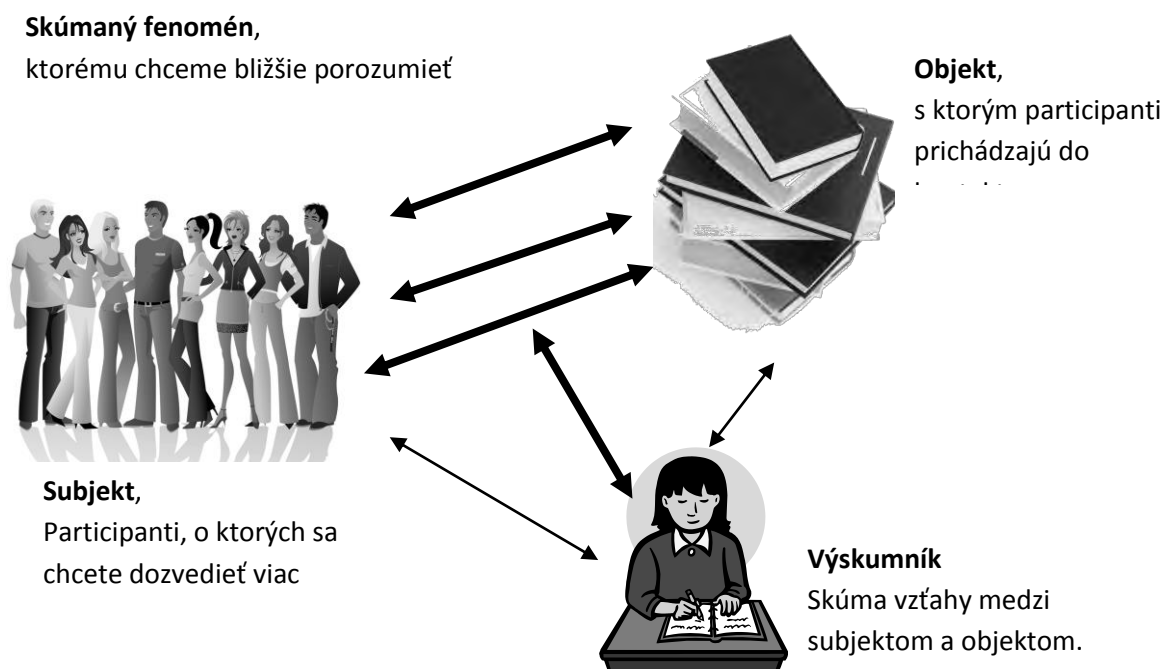 Skúmaný fenomén,
ktorému chceme bližšie porozumieť
Objekt,
s ktorým participanti
prichádzajú do
Subjekt,
Participanti, o ktorých sa
chcete dozvedieť viac
Výskumník
Skúma vzťahy medzi
subjektom a objektom.